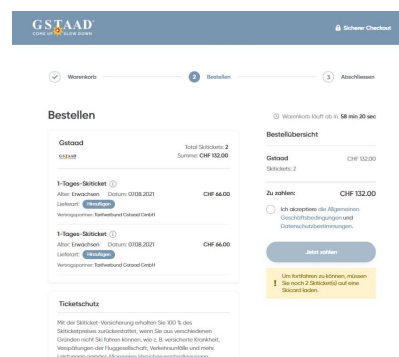 GSTAAD
COME UP SLOW DOWN
Sicherer Checkout
Warenkorb
2 Bestellen
3 Abschliessen
Bestellen
Warenkorb läuft ab in 58 min 20 sec
Gstaad
Total Skitickets: 2
GSTAAD
Summe: CHF 132.00
1-Tages-Skiticket
Alter: Erwachsen Datum: 07.08.2021 CHF 66.00
Lieferart: Hinzufügen
Vertragspartner: Tarifverbund Gstaad GmbH
1-Tages-Skiticket
Alter: Erwachsen Datum: 07.08.2021 CHF 66.00
Lieferart: Hinzufügen
Vertragspartner: Tarifverbund Gstaad GmbH
Ticketschutz
Mit der Skiticket-Versicherung erhalten Sie 100 % des
Skiticketpreises zurückerstattet, wenn Sie aus verschiedenen
Gründen nicht Ski fahren können, wie z. B. versicherte Krankheit,
Verspätungen der Fluggesellschaft, Verkehrsunfälle und mehr
Leistungen gemäss Allgemeine Versicherungsbedingungen
Bestellübersicht
Gstaad CHF 132.00
Skitickets: 2
Zu zahlen: CHF 132.00
Ich akzeptiere die Allgemeinen
Geschäftsbedingungen und
Datenschutzbestimmungen.
Jetzt zahlen
! Um fortfahren zu können, müssen
Sie noch 2 Skiticket(s) auf eine
Skicard laden.